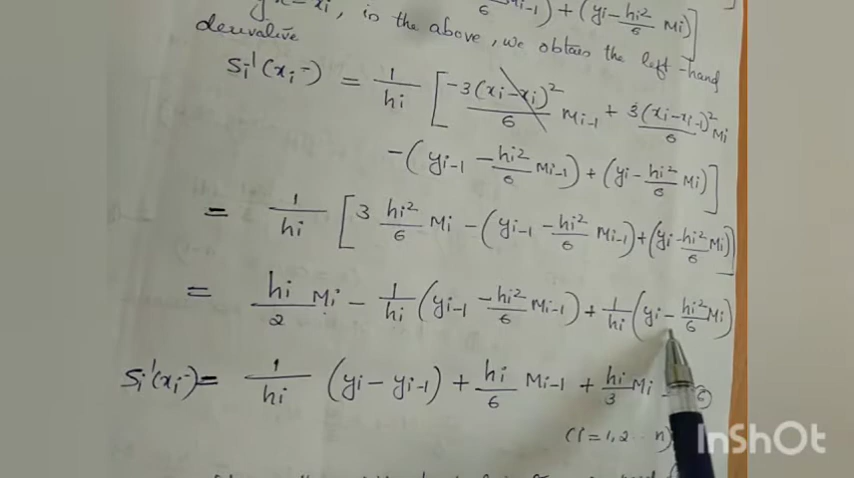 6 xi-1) + (yi - hi²/6 Mi)]
xi, in the above, we obtain the left-hand
derivative
Si'(xi-) = 1/hi [ -3(xi-xi)²/6 Mi-1 + 3(xi-xi-1)²/6 Mi
-(yi-1 - hi²/6 Mi-1) + (yi - hi²/6 Mi)]
= 1/hi [3 hi²/6 Mi - (yi-1 - hi²/6 Mi-1) + (yi - hi²/6 Mi)]
= hi/2 Mi - 1/hi (yi-1 - hi²/6 Mi-1) + 1/hi (yi - hi²/6 Mi)
Si'(xi-) = 1/hi (yi - yi-1) + hi/6 Mi-1 + hi/3 Mi - 6)
(i = 1,2 ... n)
InShOt